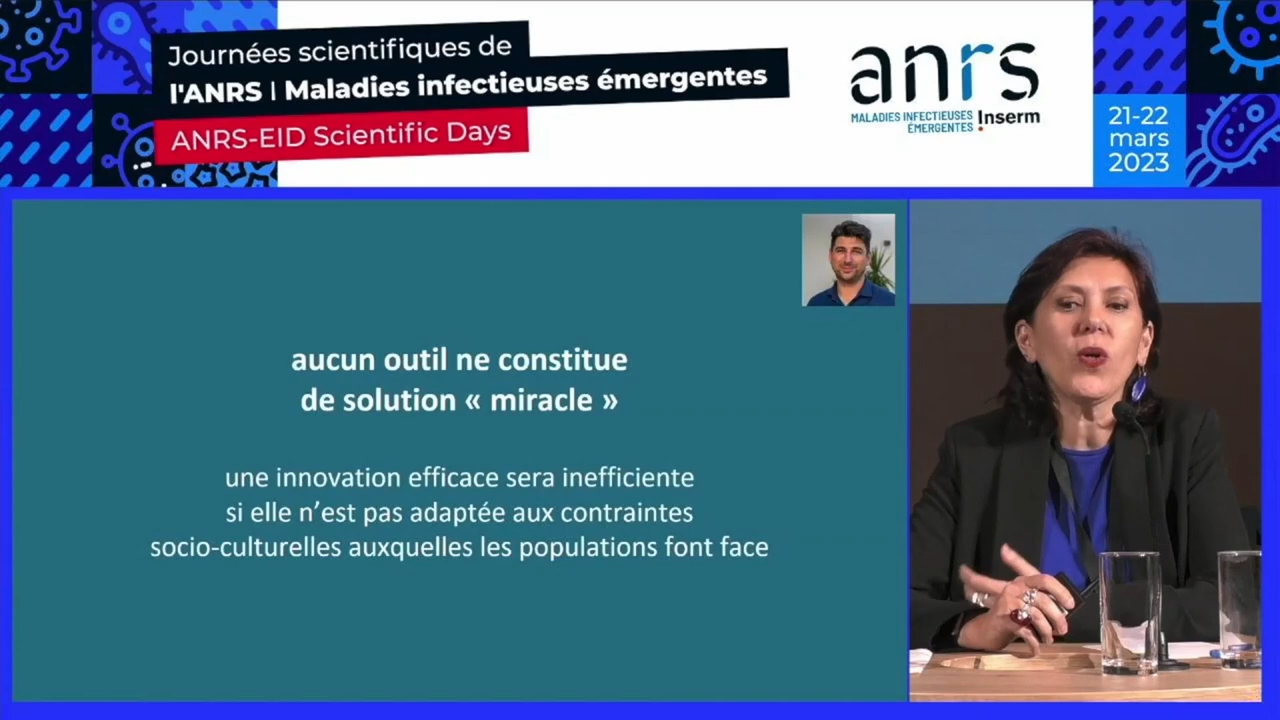 Journées scientifiques de
l'ANRS | Maladies infectieuses émergentes
ANRS-EID Scientific Days
anrs
MALADIES INFECTIEUSES
ÉMERGENTES
Inserm
21-22
mars
2023
aucun outil ne constitue
de solution « miracle »
une innovation efficace sera inefficiente
si elle n’est pas adaptée aux contraintes
socio-culturelles auxquelles les populations font face